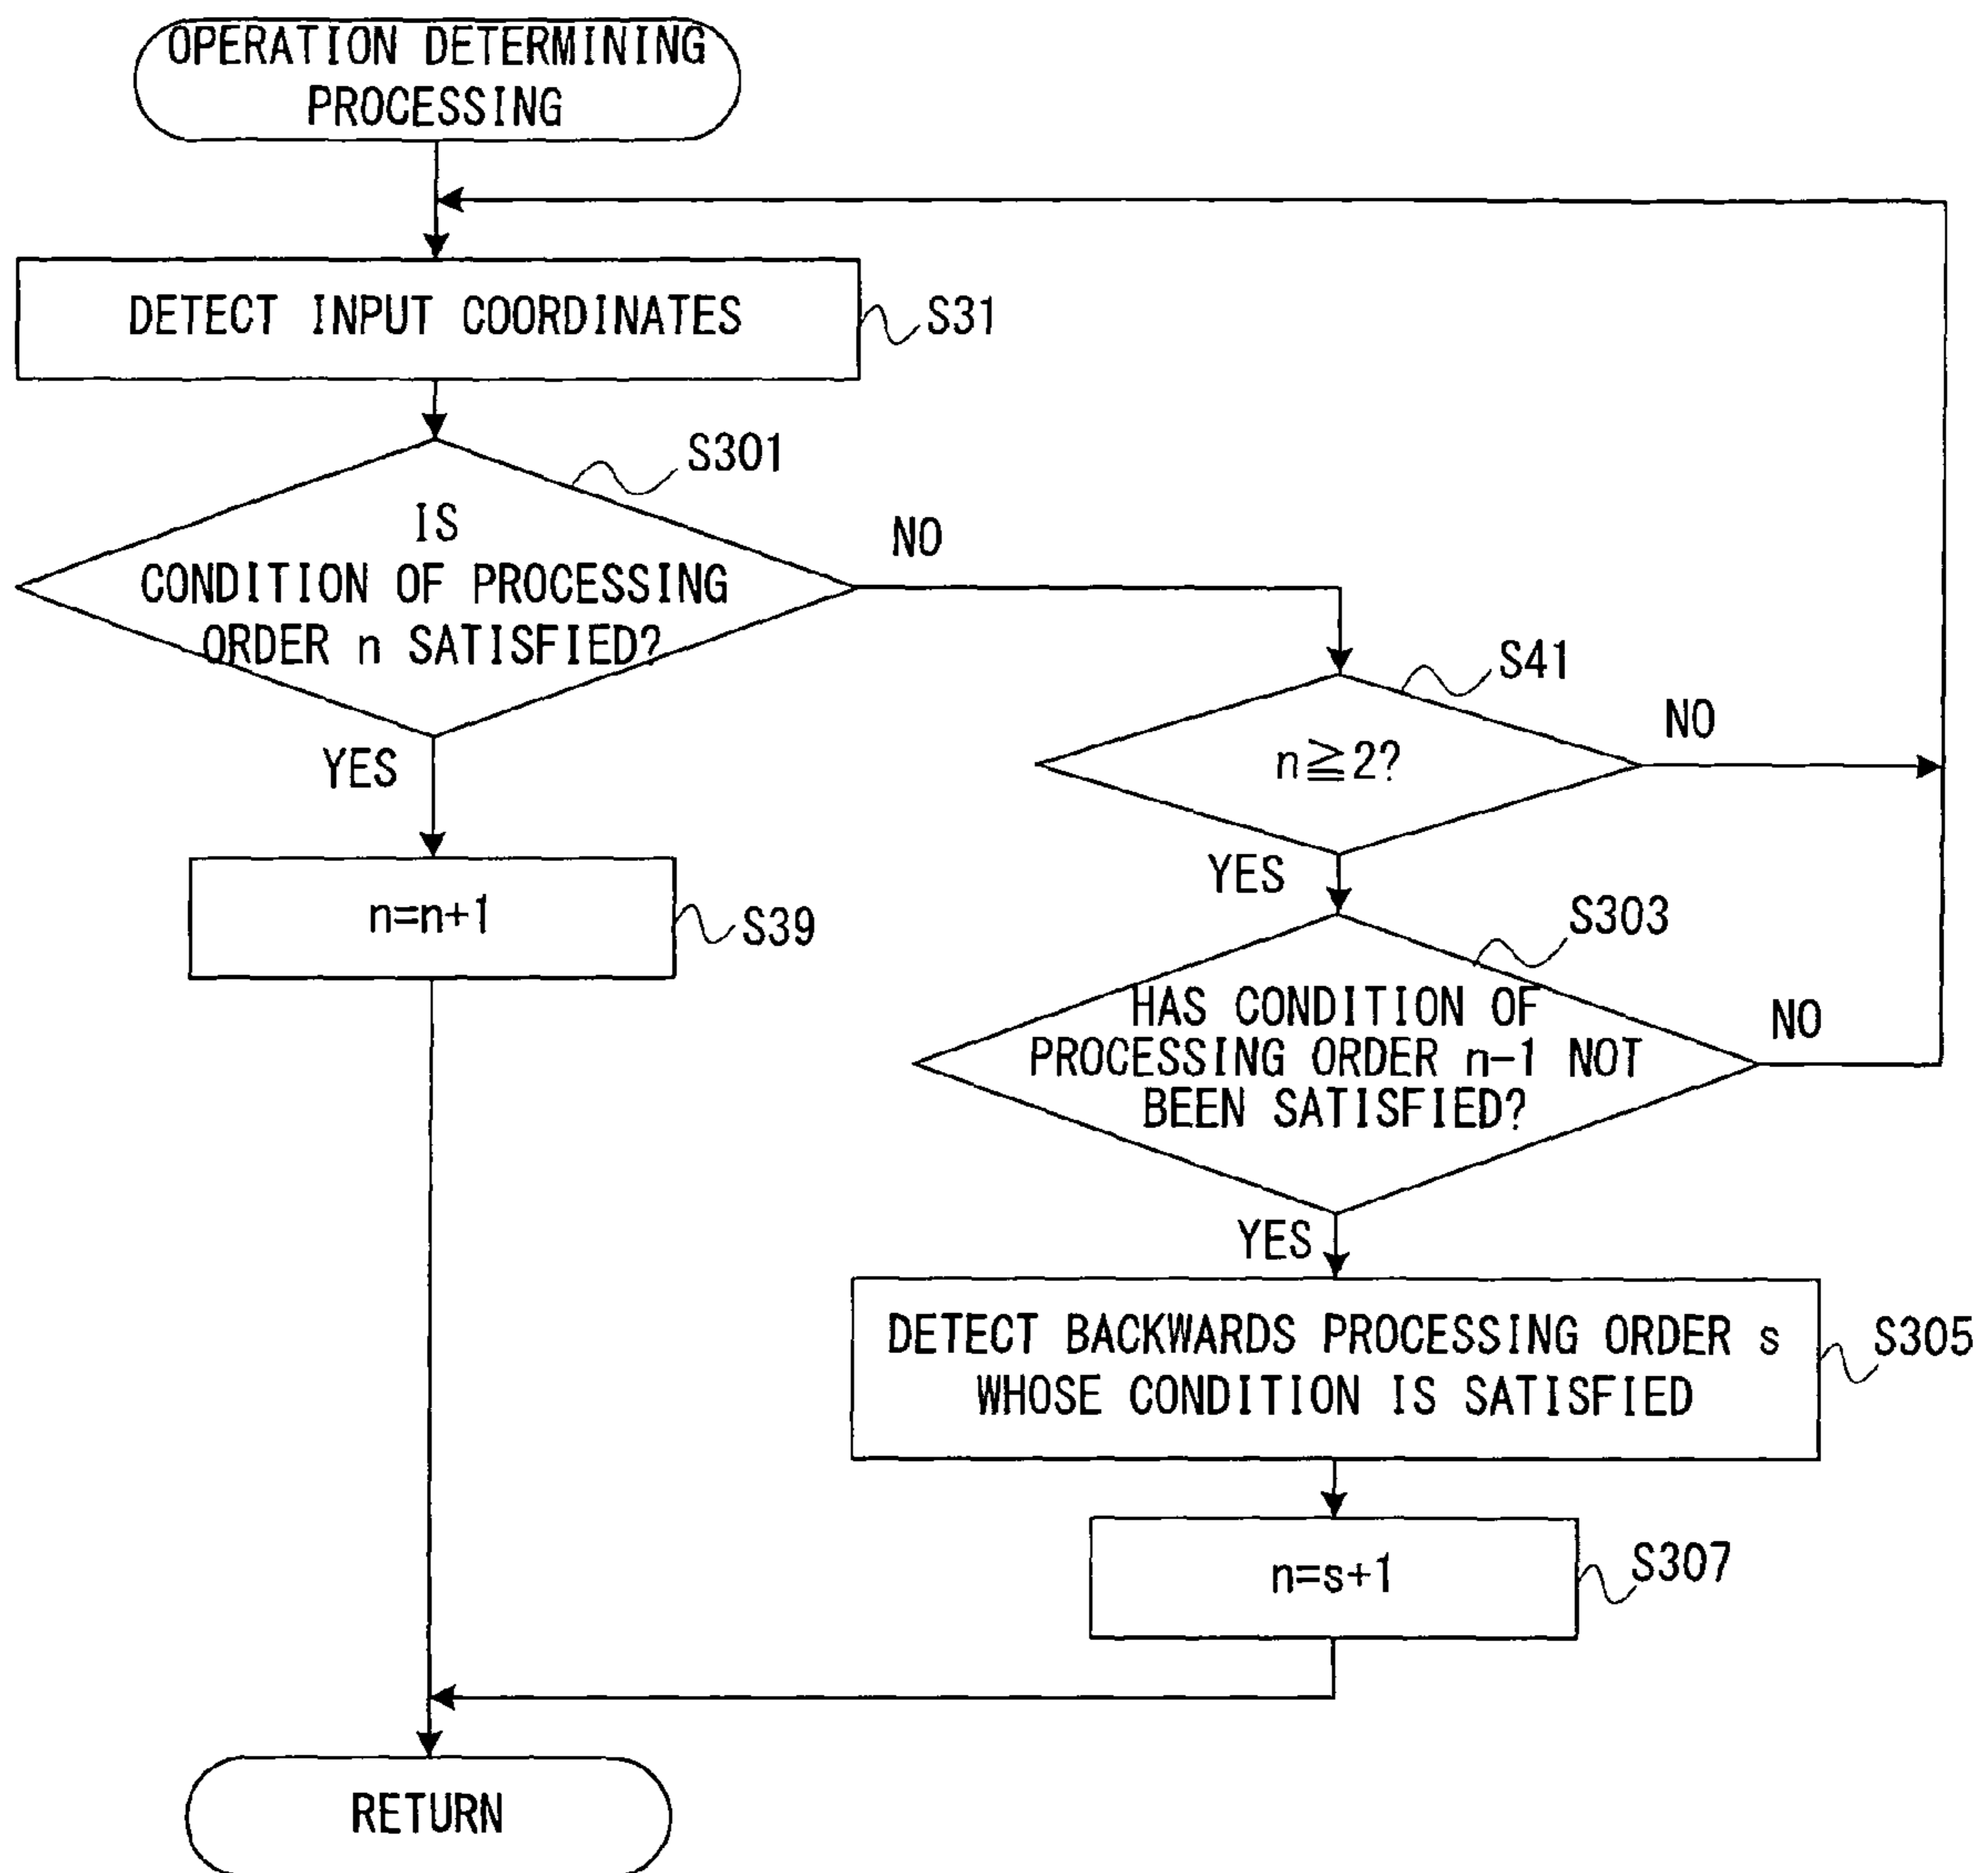 OPERATION DETERMINING
PROCESSING
DETECT INPUT COORDINATES
S31
S301
IS
CONDITION OF PROCESSING
ORDER n SATISFIED?
NO
YES
S41
n≧2?
NO
YES
n=n+1
S39
S303
HAS CONDITION OF
PROCESSING ORDER n-1 NOT
BEEN SATISFIED?
NO
YES
DETECT BACKWARDS PROCESSING ORDER s
WHOSE CONDITION IS SATISFIED
S305
n=s+1
S307
RETURN